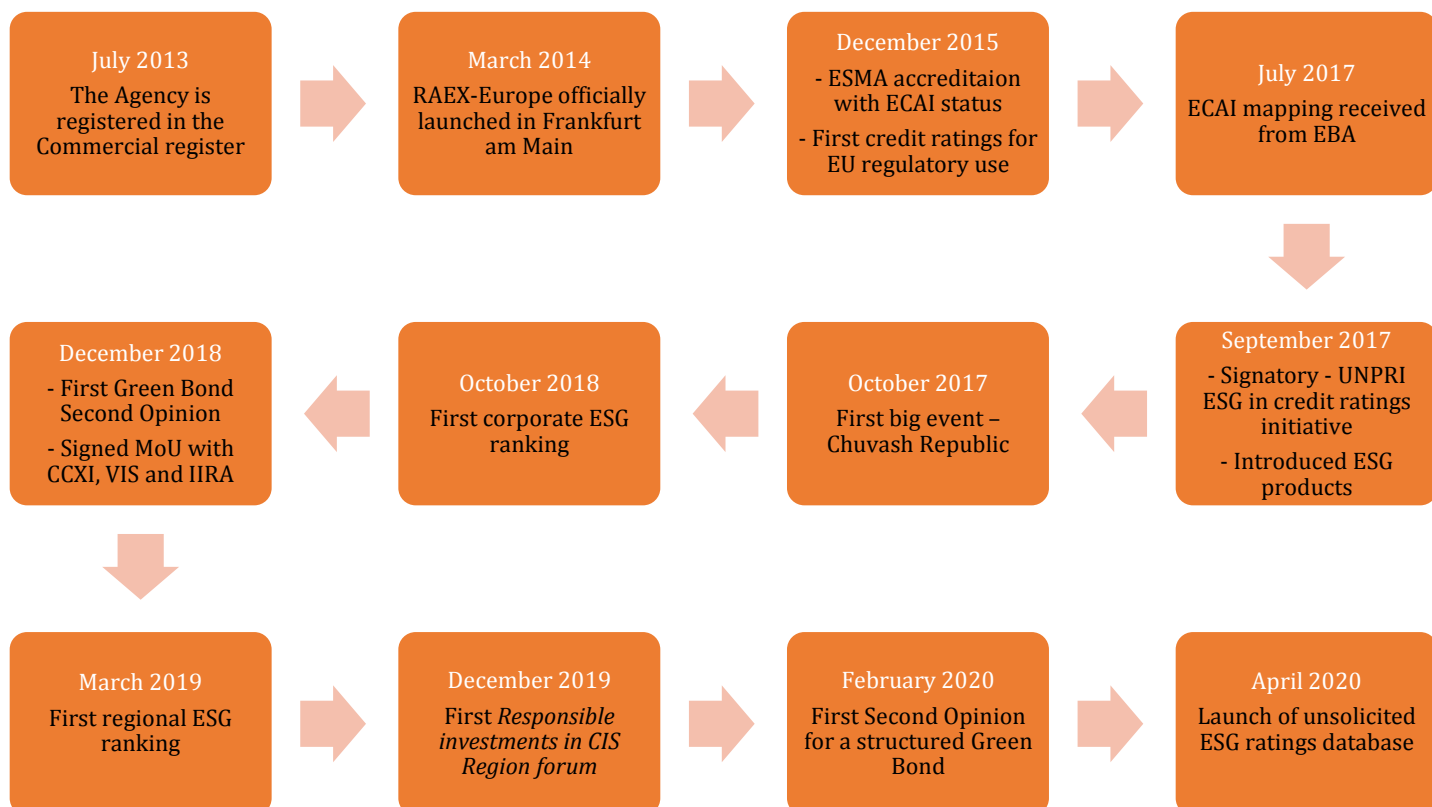 July 2013
The Agency is
registered in the
Commercial register
March 2014
RAEX-Europe officially
launched in Frankfurt
am Main
December 2015
- ESMA accreditaion
with ECAI status
- First credit ratings for
EU regulatory use
July 2017
ECAI mapping received
from EBA
September 2017
- Signatory - UNPRI
ESG in credit ratings
initiative
- Introduced ESG
products
October 2017
First big event –
Chuvash Republic
October 2018
First corporate ESG
ranking
December 2018
- First Green Bond
Second Opinion
- Signed MoU with
CCXI, VIS and IIRA
March 2019
First regional ESG
ranking
December 2019
First Responsible
investments in CIS
Region forum
February 2020
First Second Opinion
for a structured Green
Bond
April 2020
Launch of unsolicited
ESG ratings database